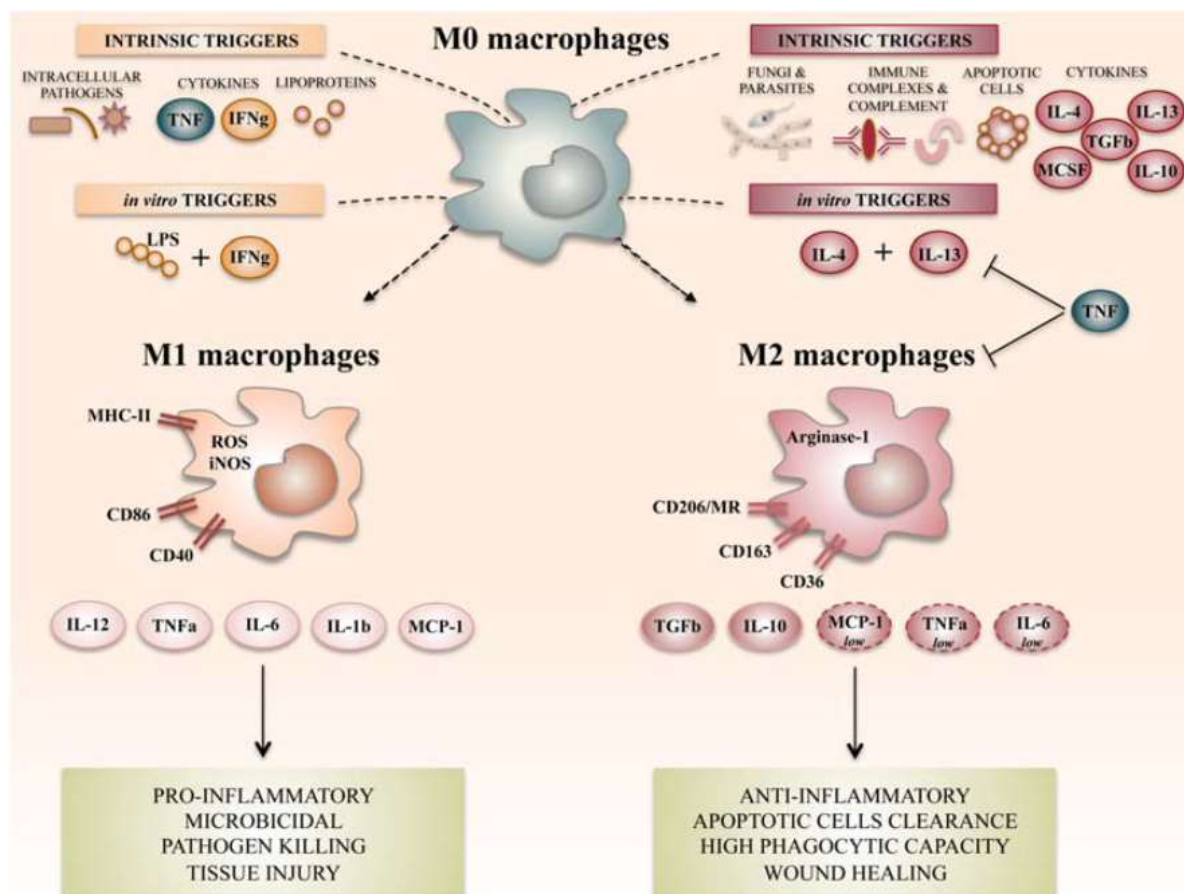 M0 macrophages
INTRINSIC TRIGGERS
INTRACELLULAR
PATHOGENS
CYTOKINES
LIPOPROTEINS
TNF
IFNg
in vitro TRIGGERS
LPS
+
IFNg
INTRINSIC TRIGGERS
FUNGI &
PARASITES
IMMUNE
COMPLEXES &
COMPLEMENT
APOPTOTIC
CELLS
CYTOKINES
IL-4
IL-13
TGFb
MCSF
IL-10
in vitro TRIGGERS
IL-4
+
IL-13
TNF
M1 macrophages
MHC-II
ROS
iNOS
CD86
CD40
IL-12
TNFa
IL-6
IL-1b
MCP-1
PRO-INFLAMMATORY
MICROBICIDAL
PATHOGEN KILLING
TISSUE INJURY
M2 macrophages
Arginase-1
CD206/MR
CD163
CD36
TGFb
IL-10
MCP-1
low
TNFa
low
IL-6
low
ANTI-INFLAMMATORY
APOPTOTIC CELLS CLEARANCE
HIGH PHAGOCYTIC CAPACITY
WOUND HEALING